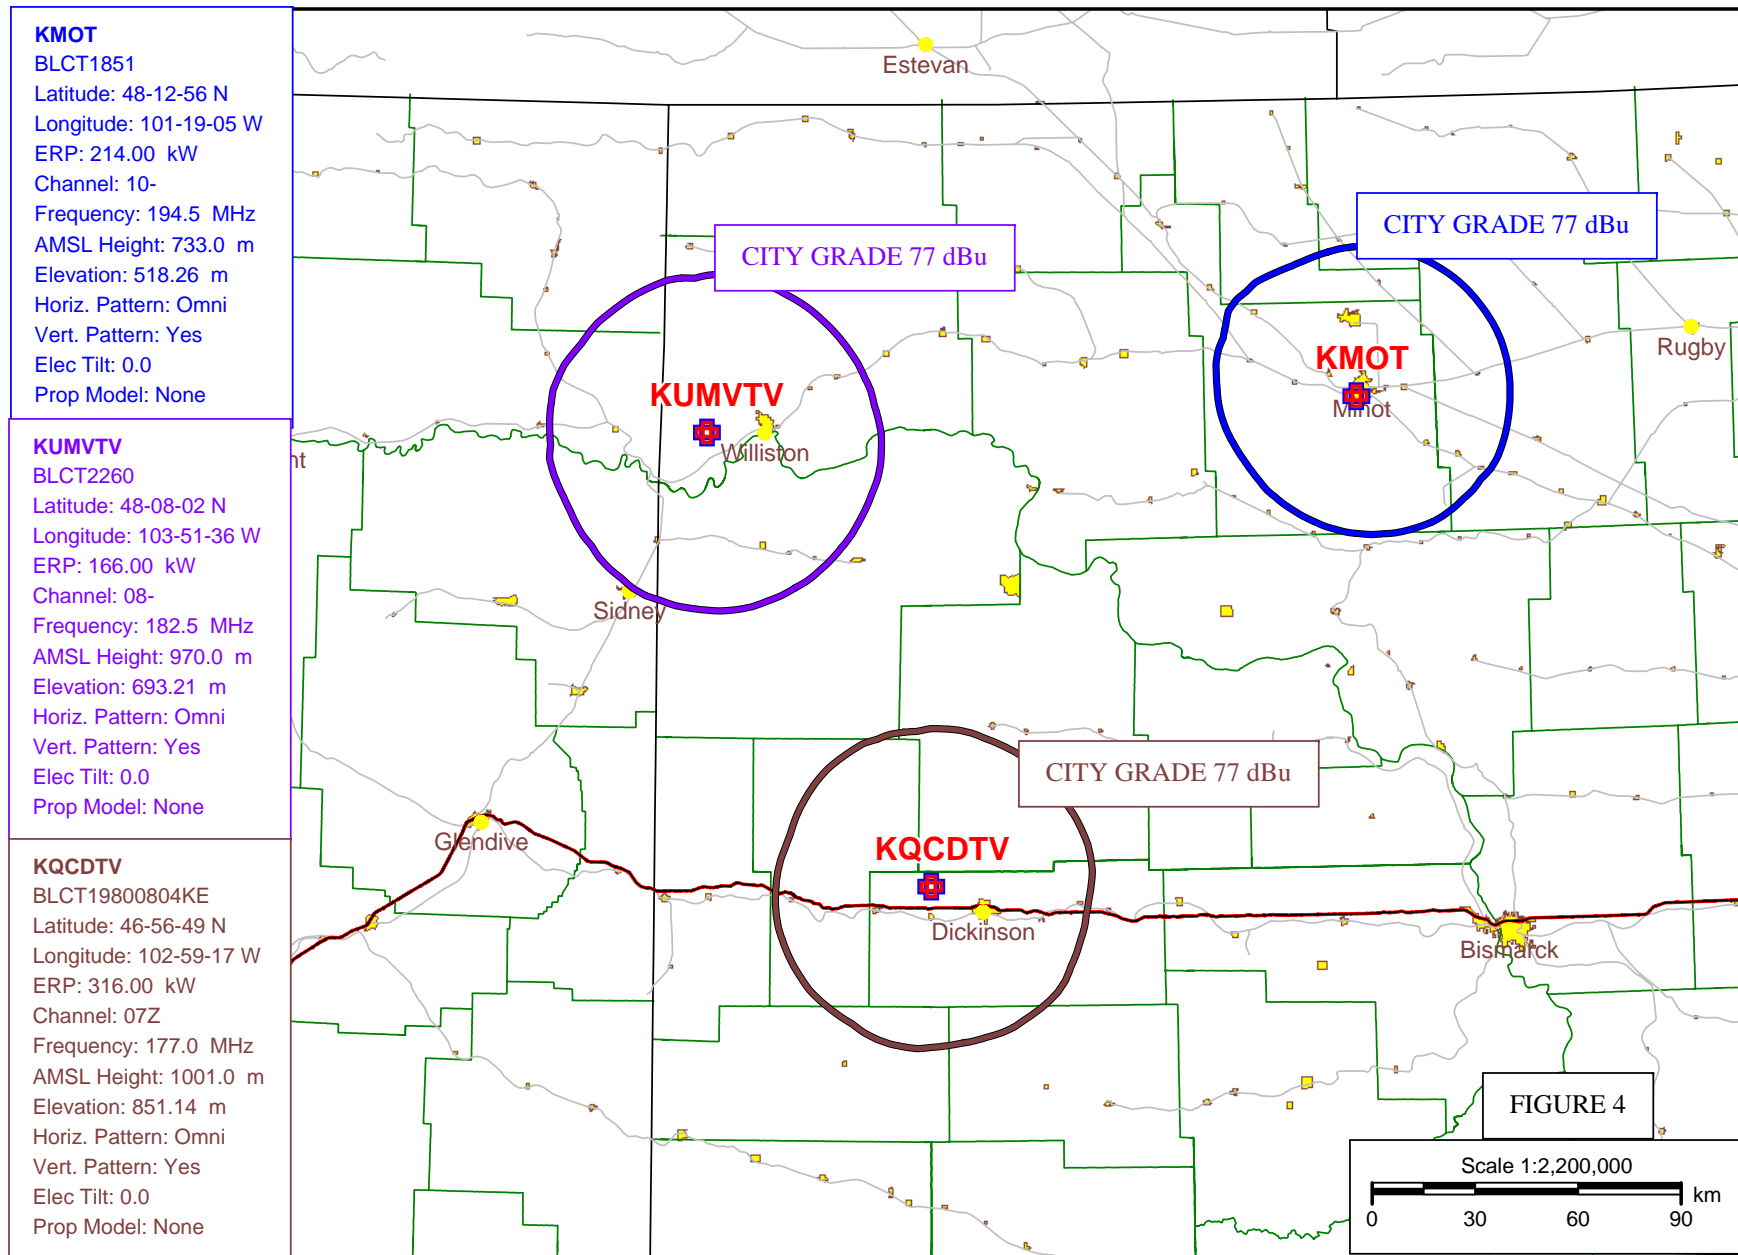 KMOT
BLCT1851
Latitude: 48-12-56 N
Longitude: 101-19-05 W
ERP: 214.00 kW
Channel: 10-
Frequency: 194.5 MHz
AMSL Height: 733.0 m
Elevation: 518.26 m
Horiz. Pattern: Omni
Vert. Pattern: Yes
Elec Tilt: 0.0
Prop Model: None
KUMVTV
BLCT2260
Latitude: 48-08-02 N
Longitude: 103-51-36 W
ERP: 166.00 kW
Channel: 08-
Frequency: 182.5 MHz
AMSL Height: 970.0 m
Elevation: 693.21 m
Horiz. Pattern: Omni
Vert. Pattern: Yes
Elec Tilt: 0.0
Prop Model: None
KQCDTV
BLCT19800804KE
Latitude: 46-56-49 N
Longitude: 102-59-17 W
ERP: 316.00 kW
Channel: 07Z
Frequency: 177.0 MHz
AMSL Height: 1001.0 m
Elevation: 851.14 m
Horiz. Pattern: Omni
Vert. Pattern: Yes
Elec Tilt: 0.0
Prop Model: None
Estevan
CITY GRADE 77 dBu
CITY GRADE 77 dBu
Rugby
KMOT
Minot
KUMVTV
Williston
nt
Sidney
CITY GRADE 77 dBu
Glendive
KQCDTV
Dickinson
Bismarck
FIGURE 4
Scale 1:2,200,000
km
0 30 60 90